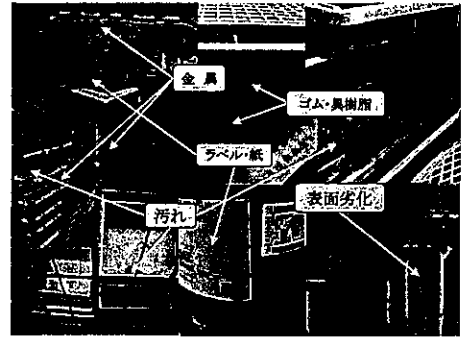 金具
ゴム・異樹脂
ラベル・紙
表面劣化
汚れ